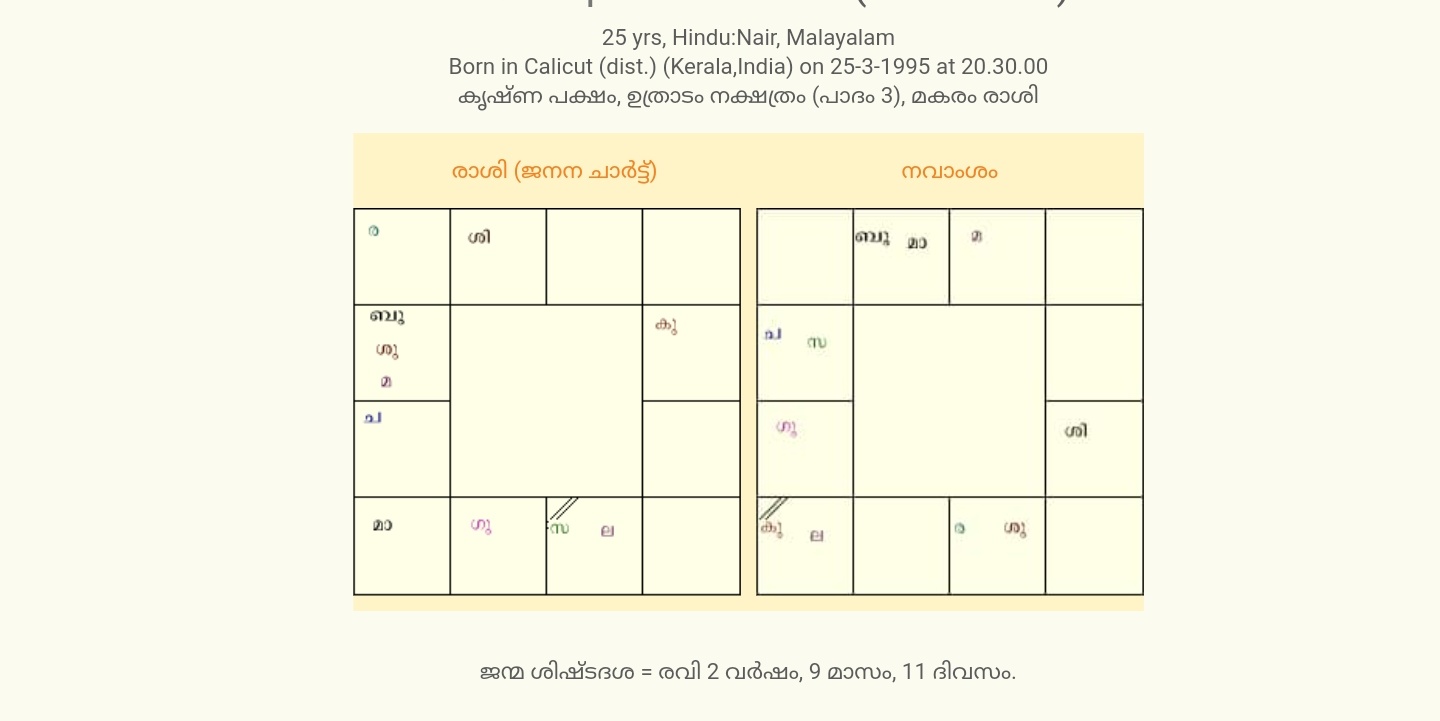 25 yrs, Hindu:Nair, Malayalam
Born in Calicut (dist.) (Kerala,India) on 25-3-1995 at 20.30.00
കൃഷ്ണ പക്ഷം, ഉത്രാടം നക്ഷത്രം (പാദം 3), മകരം രാശി
രാശി (ജനന ചാർട്ട്) നവാംശം
ര ശി ബു മാ മ
ബു
ശു
മ
കു
ച സ
ച
ഗു ശി
മാ ഗു സ ല കു ല ര ശു
ജന്മ ശിഷ്ടദശ = രവി 2 വർഷം, 9 മാസം, 11 ദിവസം.